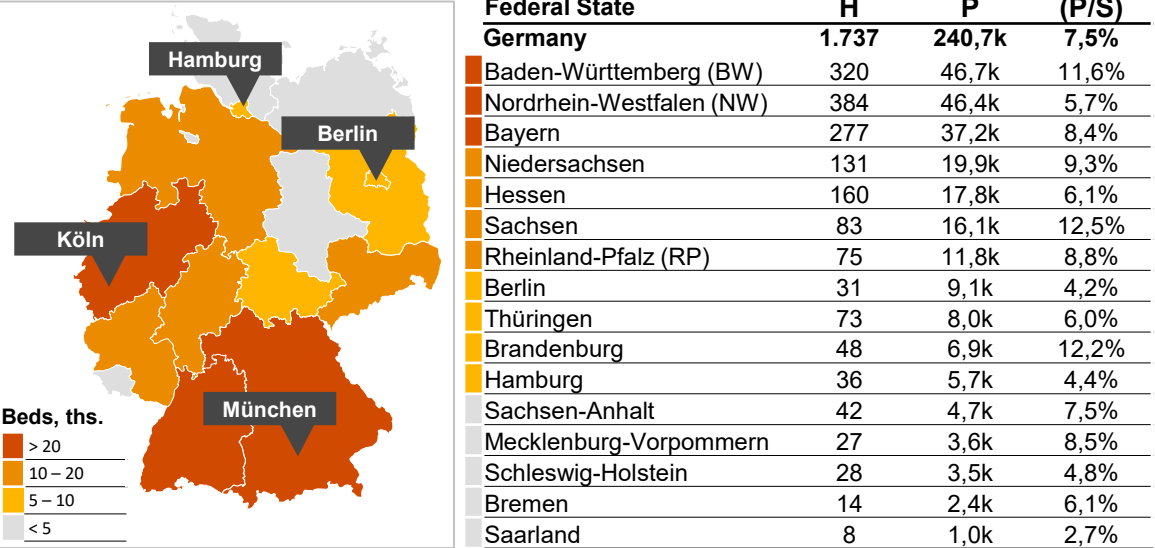 Hamburg
Berlin
Köln
München
Beds, ths.
> 20
10 – 20
5 – 10
< 5
Federal State H P (P/S)
Germany 1.737 240,7k 7,5%
Baden-Württemberg (BW) 320 46,7k 11,6%
Nordrhein-Westfalen (NW) 384 46,4k 5,7%
Bayern 277 37,2k 8,4%
Niedersachsen 131 19,9k 9,3%
Hessen 160 17,8k 6,1%
Sachsen 83 16,1k 12,5%
Rheinland-Pfalz (RP) 75 11,8k 8,8%
Berlin 31 9,1k 4,2%
Thüringen 73 8,0k 6,0%
Brandenburg 48 6,9k 12,2%
Hamburg 36 5,7k 4,4%
Sachsen-Anhalt 42 4,7k 7,5%
Mecklenburg-Vorpommern 27 3,6k 8,5%
Schleswig-Holstein 28 3,5k 4,8%
Bremen 14 2,4k 6,1%
Saarland 8 1,0k 2,7%